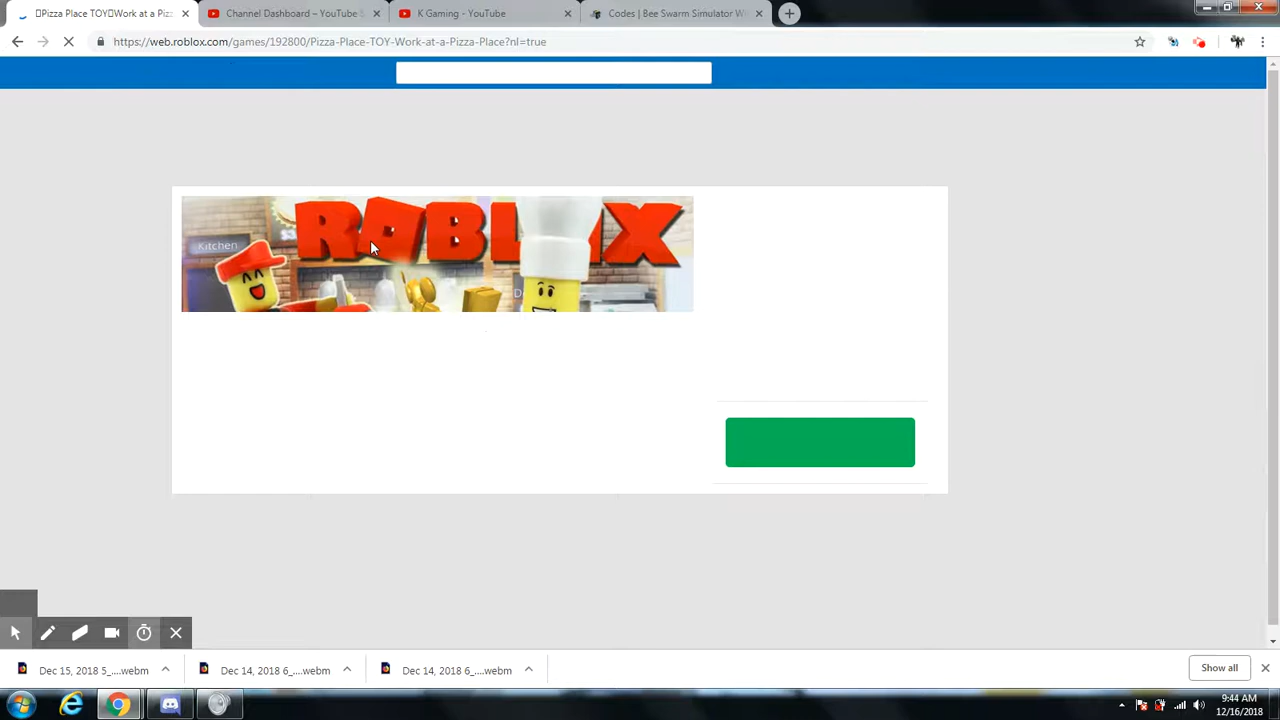 Pizza Place TOY Work at a Piz
Channel Dashboard – YouTube
K Gaming - YouTube
Codes | Bee Swarm Simulator Wi
https://web.roblox.com/games/192800/Pizza-Place-TOY-Work-at-a-Pizza-Place?nl=true
ROBLOX
Kitchen
Dec 15, 2018 5_....webm
Dec 14, 2018 6_....webm
Dec 14, 2018 6_....webm
Show all
9:44 AM
12/16/2018